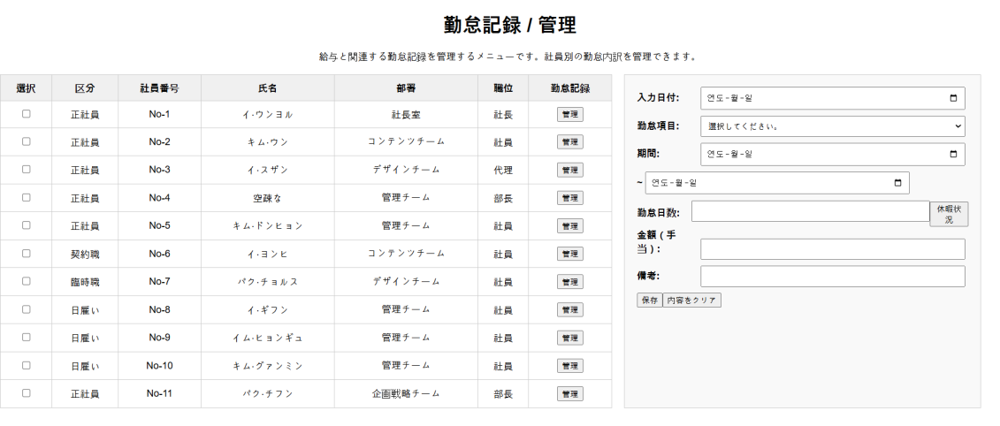 勤怠記録 / 管理
給与と関連する勤怠記録を管理するメニューです。社員別の勤怠内訳を管理できます。
選択 区分 社員番号 氏名 部署 職位 勤怠記録
正社員 No-1 イ·ウンヨル 社長室 社長 管理
正社員 No-2 キム·ウン コンテンツチーム 社員 管理
正社員 No-3 イ·スザン デザインチーム 代理 管理
正社員 No-4 空疎な 管理チーム 部長 管理
正社員 No-5 キム·ドンヒョン 管理チーム 社員 管理
契約職 No-6 イ·ヨンヒ コンテンツチーム 社員 管理
臨時職 No-7 パク·チョルス デザインチーム 社員 管理
日雇い No-8 イ·ギフン 管理チーム 社員 管理
日雇い No-9 イム·ヒョンギュ 管理チーム 社員 管理
日雇い No-10 キム·グァンミン 管理チーム 社員 管理
正社員 No-11 パク·チフン 企画戦略チーム 部長 管理
入力日付: 연도-월-일
勤怠項目: 選択してください。
期間: 연도-월-일
~ 연도-월-일
勤怠日数: 休暇状
況
金額 ( 手
当 ) :
備考:
保存 内容をクリア